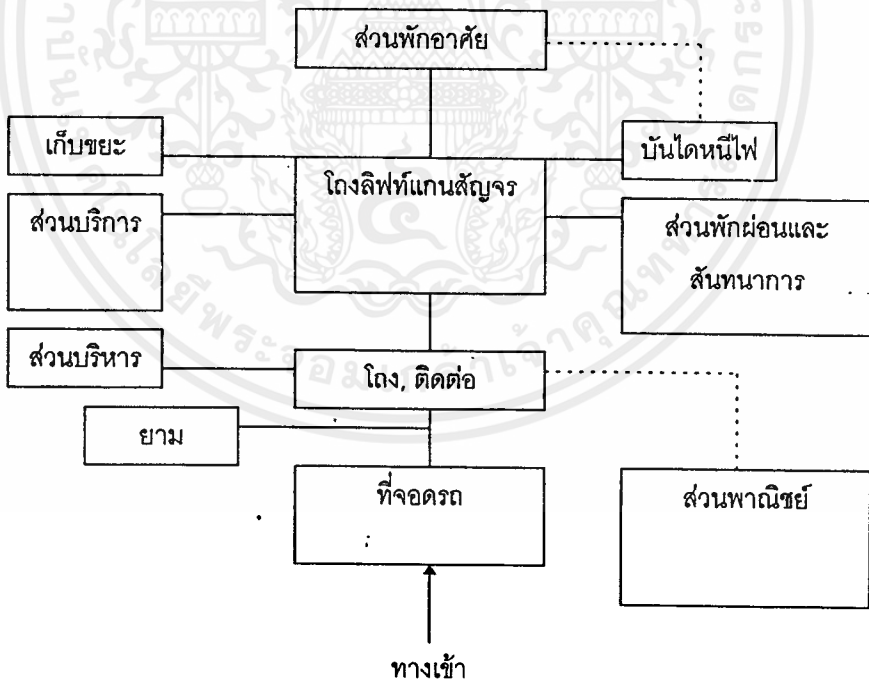 ส่วนพักอาศัย
เก็บขยะ
บันไดหนีไฟ
โถงลิฟท์แกนสัญจร
ส่วนบริการ
ส่วนพักผ่อนและ
สันทนาการ
ส่วนบริหาร
โถง, ติดต่อ
ยาม
ที่จอดรถ
ส่วนพาณิชย์
ทางเข้า